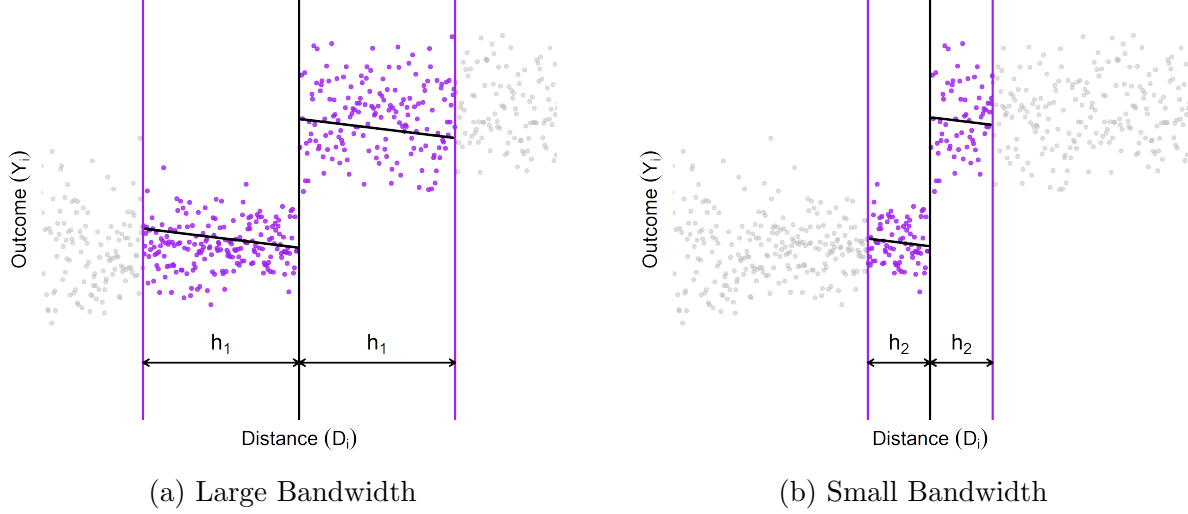 Outcome (Yᵢ)
h₁
h₁
Distance (Dᵢ)
(a) Large Bandwidth
Outcome (Yᵢ)
h₂
h₂
Distance (Dᵢ)
(b) Small Bandwidth